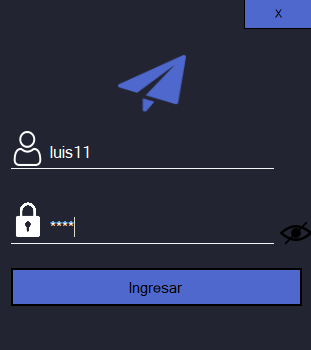 x
luis11
****
Ingresar